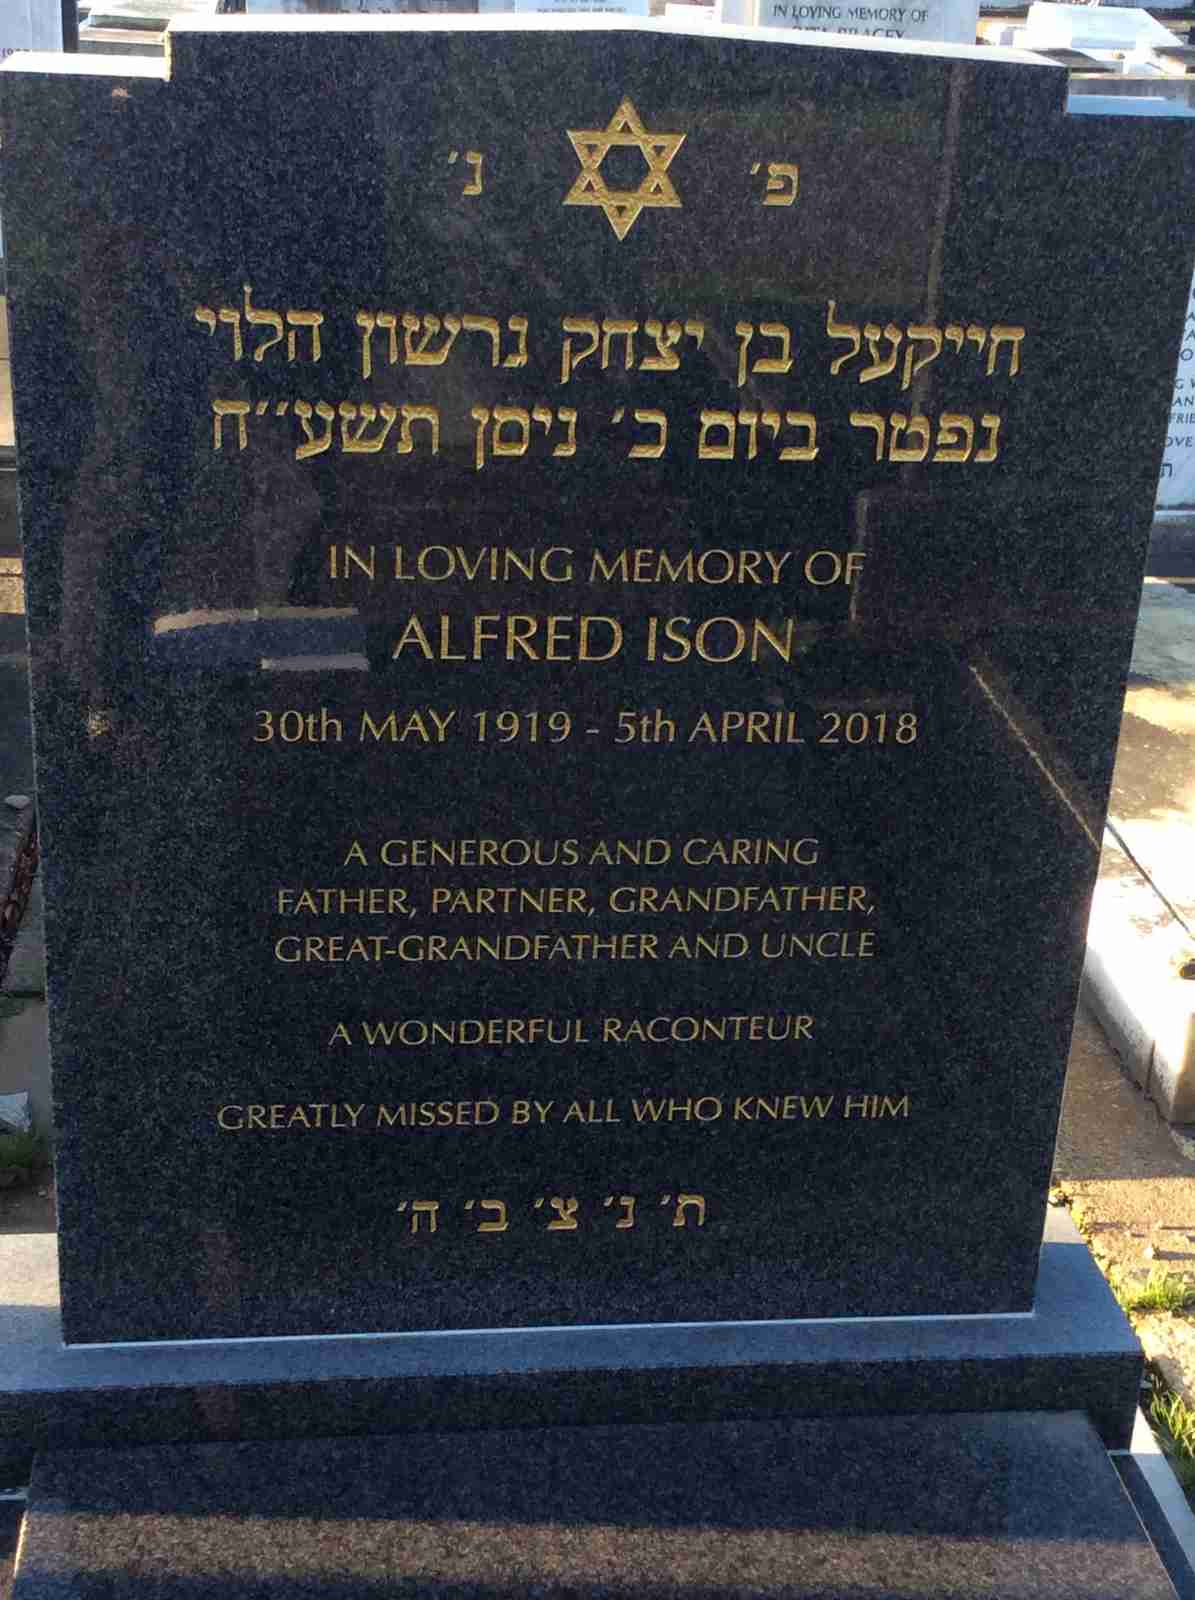 IN LOVING MEMORY OF
פ׳ נ׳
חייקעל בן יצחק גרשון הלוי
נפטר ביום כ׳ ניסן תשע״ח
IN LOVING MEMORY OF
ALFRED ISON
30th MAY 1919 - 5th APRIL 2018
A GENEROUS AND CARING
FATHER, PARTNER, GRANDFATHER,
GREAT-GRANDFATHER AND UNCLE
A WONDERFUL RACONTEUR
GREATLY MISSED BY ALL WHO KNEW HIM
ת׳ נ׳ צ׳ ב׳ ה׳